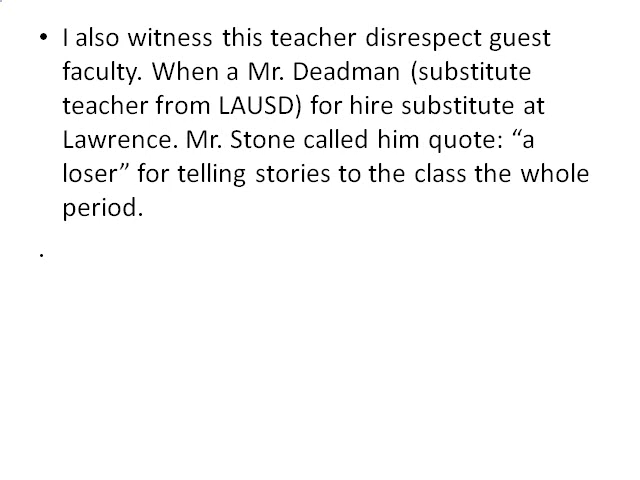 • I also witness this teacher disrespect guest
faculty. When a Mr. Deadman (substitute
teacher from LAUSD) for hire substitute at
Lawrence. Mr. Stone called him quote: “a
loser” for telling stories to the class the whole
period.
.